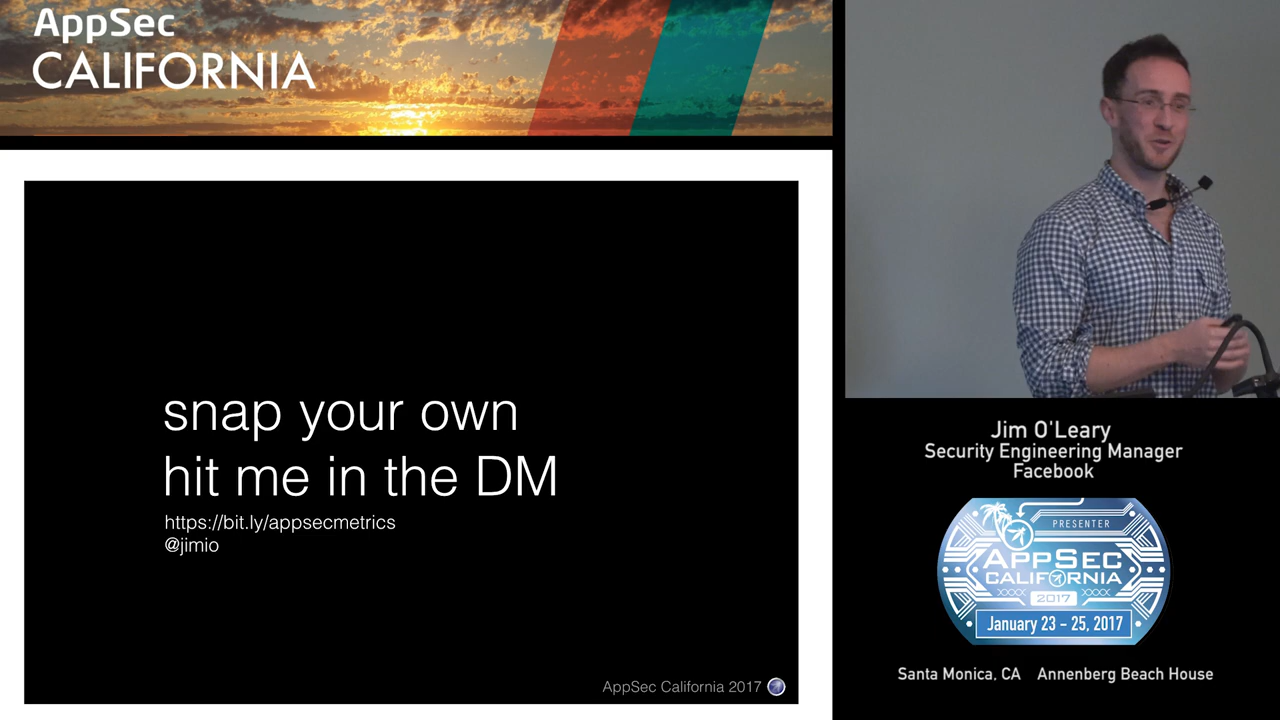 AppSec
CALIFORNIA
snap your own
hit me in the DM
https://bit.ly/appsecmetrics
@jimio
AppSec California 2017
Jim O'Leary
Security Engineering Manager
Facebook
PRESENTER
APPSEC
CALIFORNIA
XXXX 2017 XXXX
January 23 - 25, 2017
Santa Monica, CA Annenberg Beach House